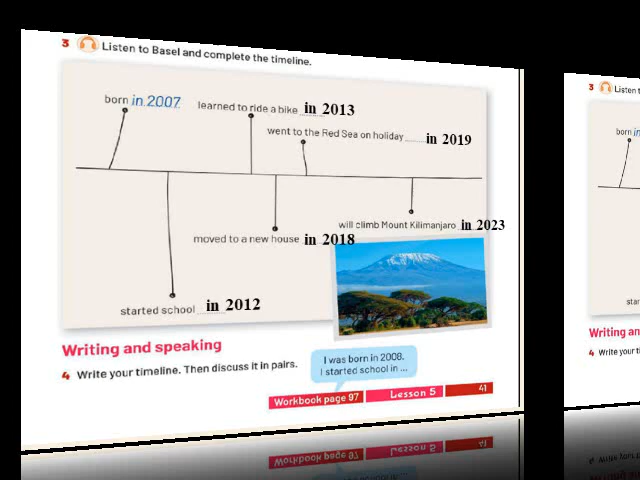 3 Listen to Basel and complete the timeline.
born in 2007
learned to ride a bike in 2013
went to the Red Sea on holiday in 2019
will climb Mount Kilimanjaro in 2023
moved to a new house in 2018
started school in 2012
Writing and speaking
4 Write your timeline. Then discuss it in pairs.
I was born in 2008.
I started school in ...
Workbook page 97 Lesson 5 41
3 Listen t
born in
sta
Writing an
4 Write your t